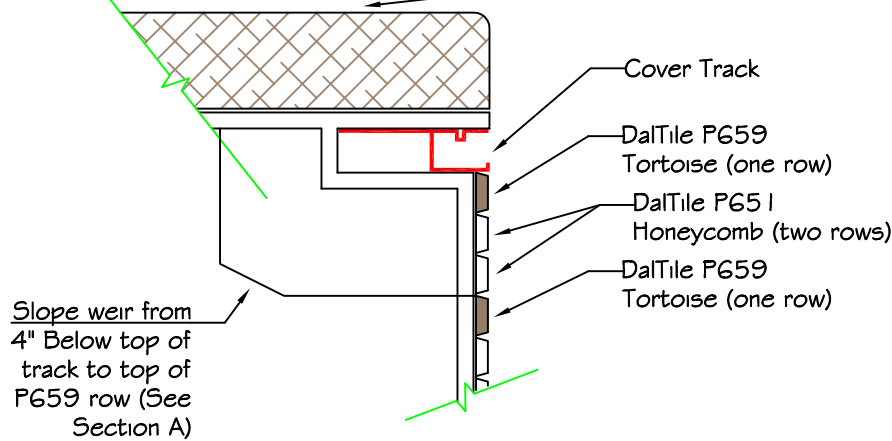 Cover Track
DalTile P659
Tortoise (one row)
DalTile P651
Honeycomb (two rows)
DalTile P659
Tortoise (one row)
Slope weir from
4" Below top of
track to top of
P659 row (See
Section A)